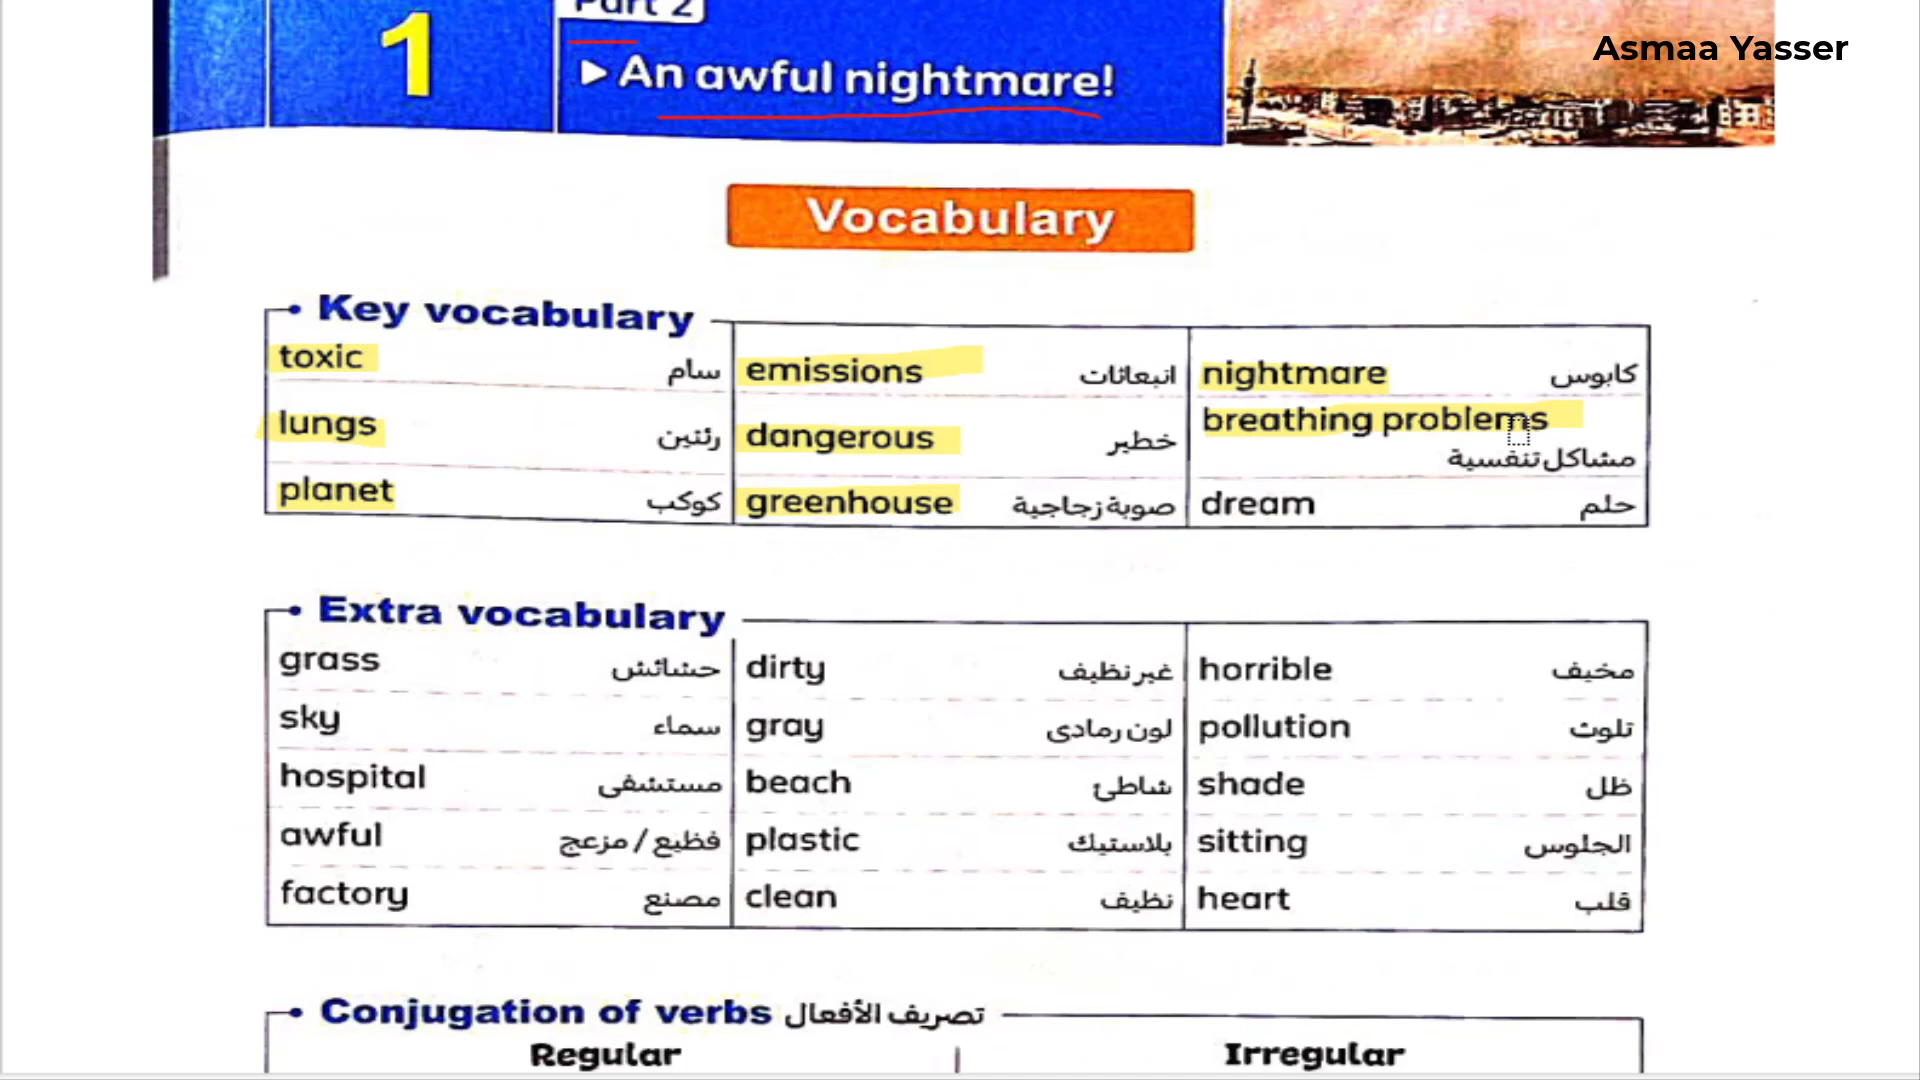 Part 2
Asmaa Yasser
1
►An awful nightmare!
Vocabulary
• Key vocabulary
toxic سام emissions انبعاثات nightmare كابوس
lungs رئتين dangerous خطير breathing problems
مشاكل تنفسية
planet كوكب greenhouse صوبة زجاجية dream حلم
• Extra vocabulary
grass حشائش dirty غير نظيف horrible مخيف
sky سماء gray لون رمادى pollution تلوث
hospital مستشفى beach شاطئ shade ظل
awful فظيع / مزعج plastic بلاستيك sitting الجلوس
factory مصنع clean نظيف heart قلب
• Conjugation of verbs تصريف الأفعال
Regular Irregular